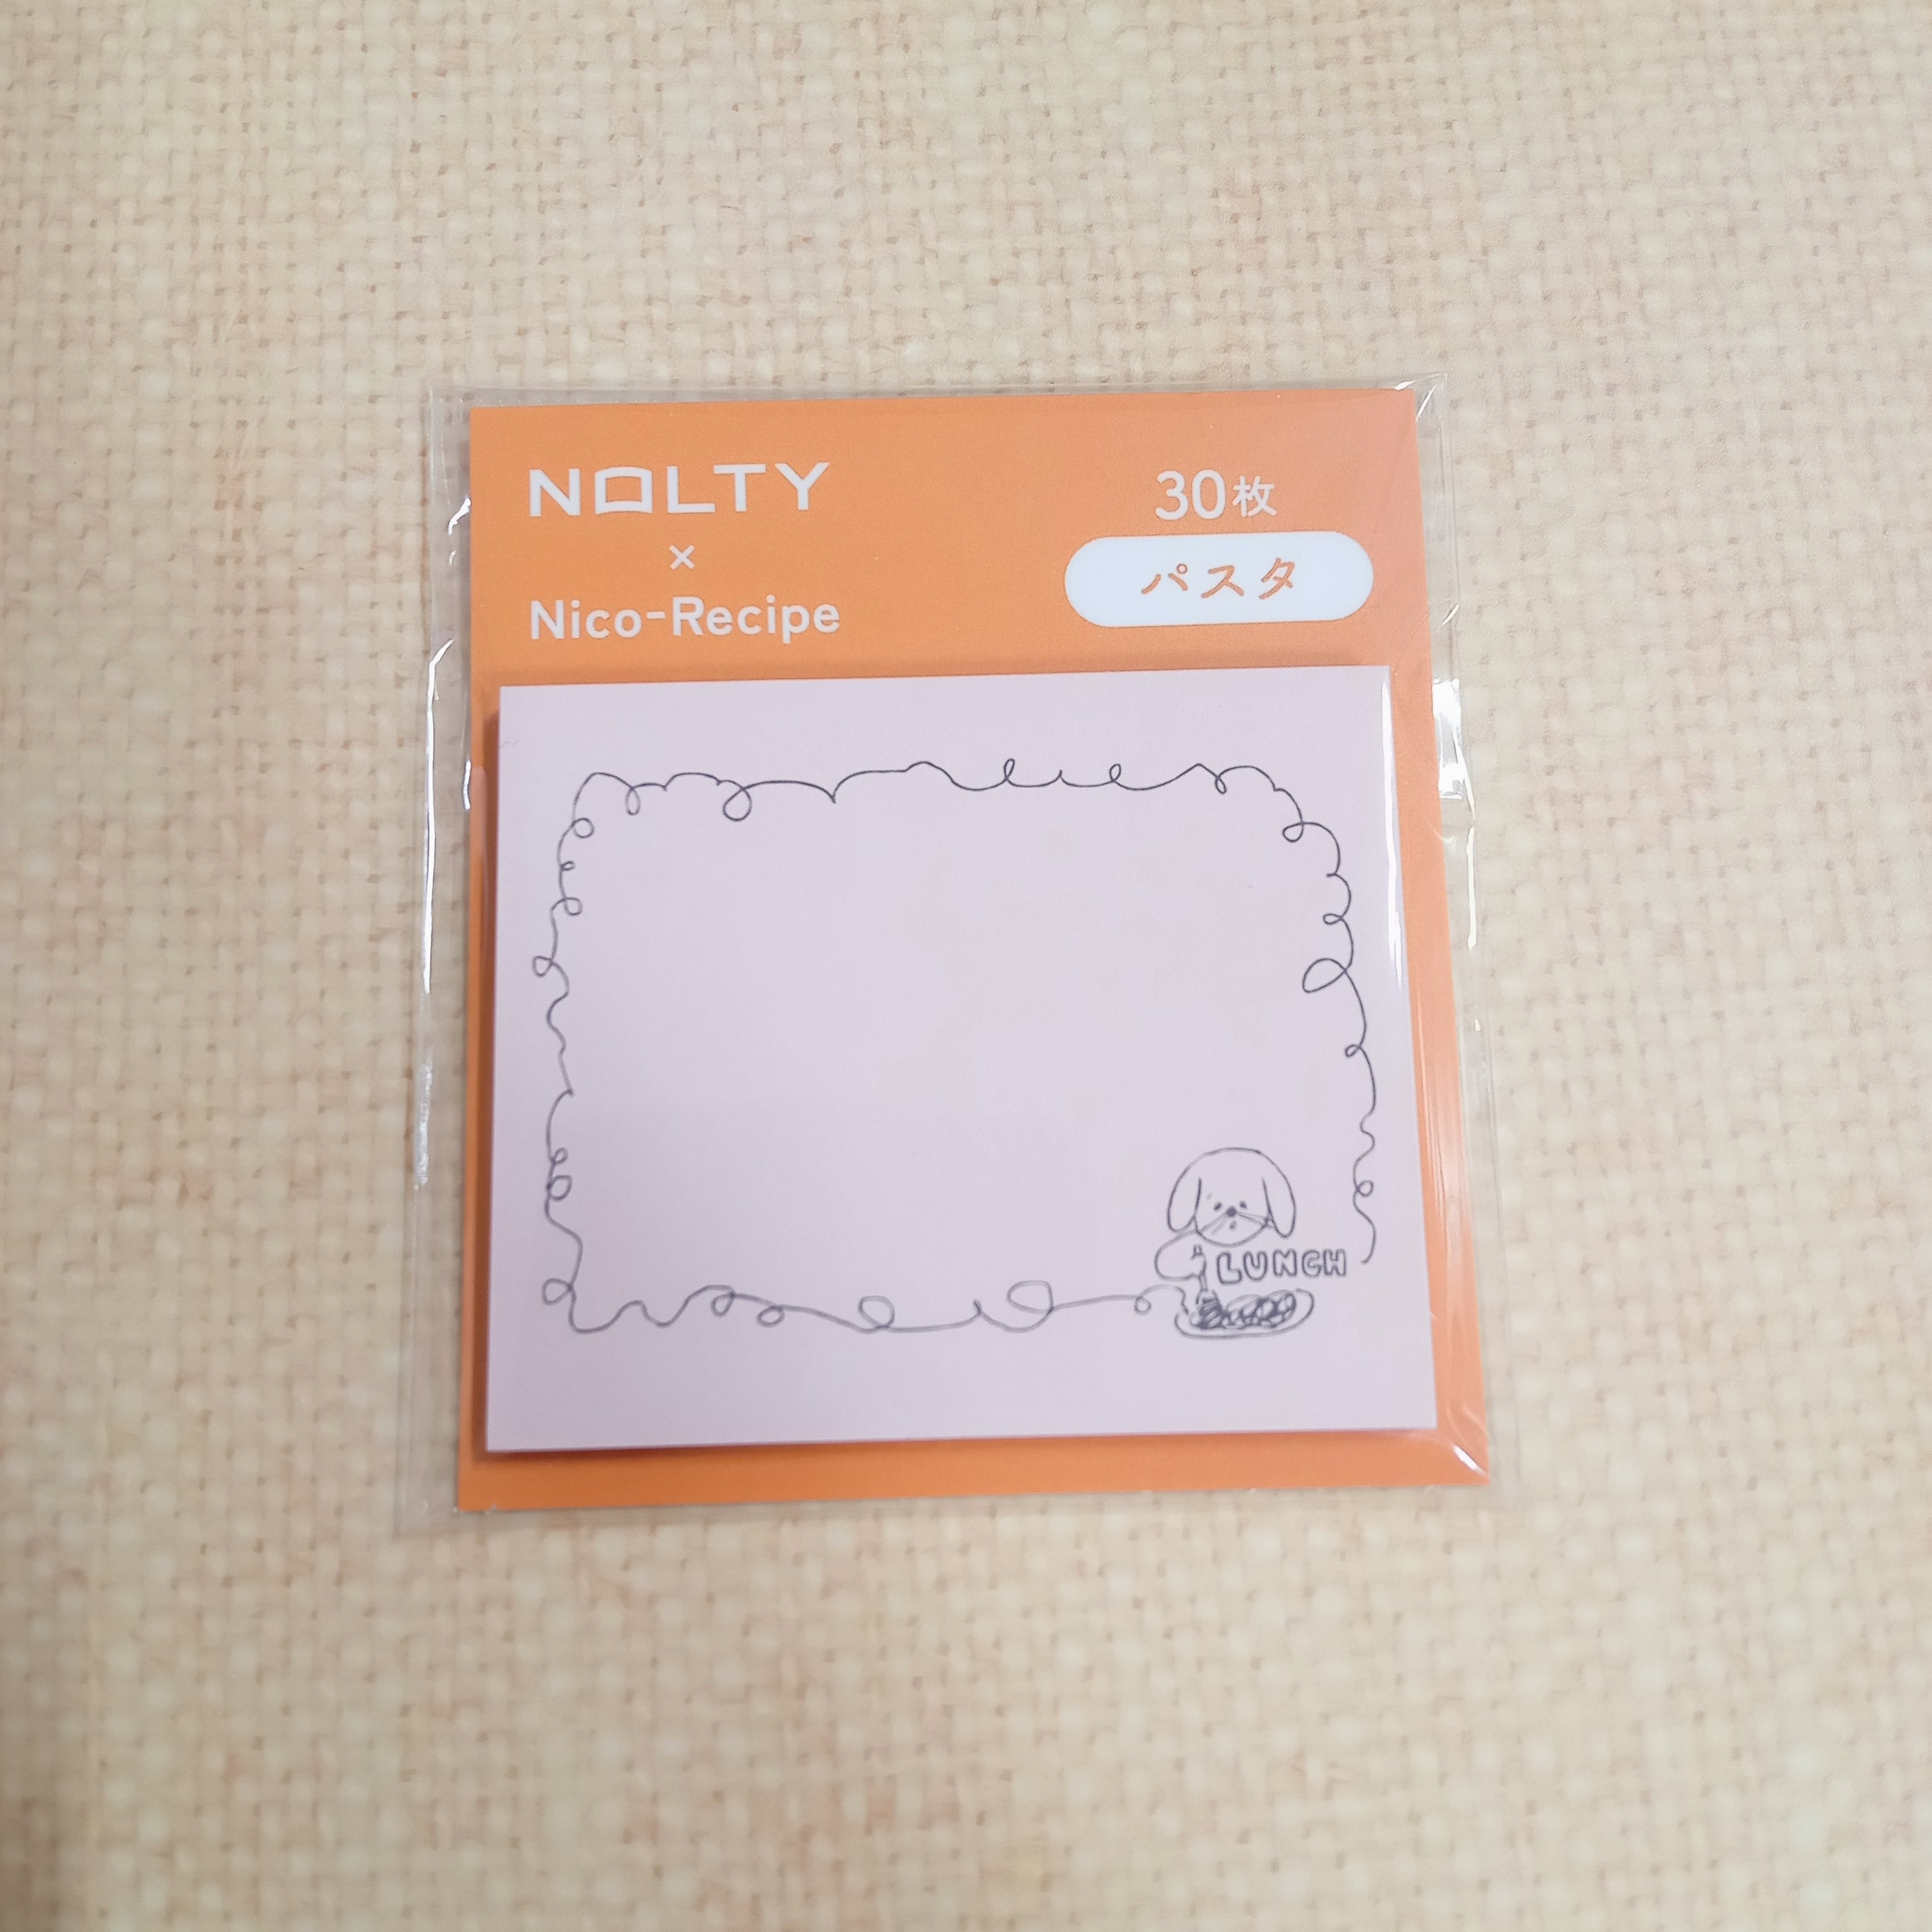 NOLTY
×
Nico-Recipe
30枚
パスタ
LUNCH